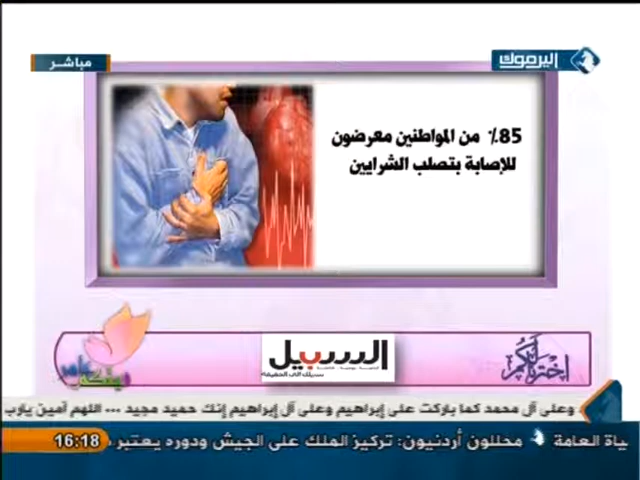 مباشر
اليرموك
85٪ من المواطنين معرضون
للإصابة بتصلب الشرايين
السبيل
اخترنا لكم
وعلى آل محمد كما باركت على إبراهيم وعلى آل إبراهيم إنك حميد مجيد ... اللهم آمين يارب
ياة العامة محللون أردنيون: تركيز الملك على الجيش ودوره يعتبر
16:18